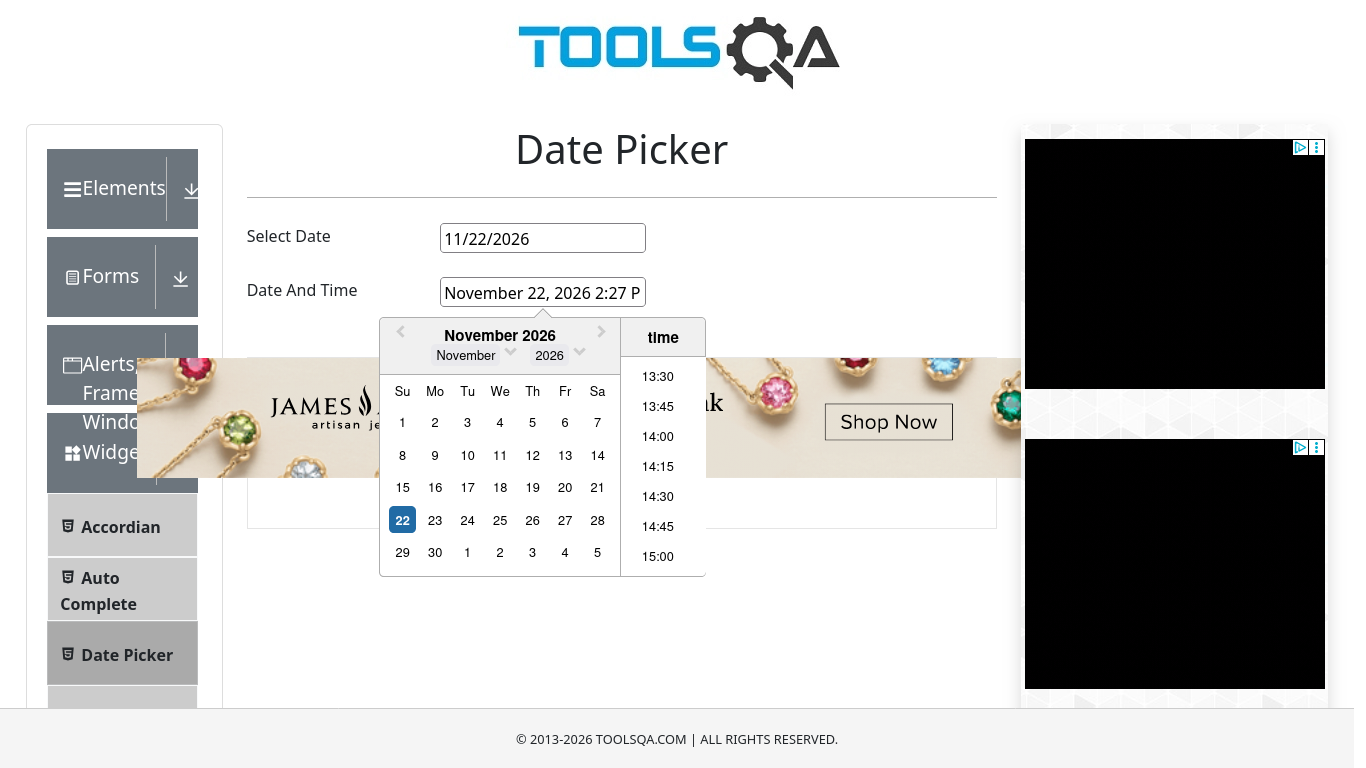 TOOLSQA
Date Picker
Elements
Forms
Alerts,
Frame
Windo
Widge
Accordian
Auto
Complete
Date Picker
Select Date
11/22/2026
Date And Time
November 22, 2026 2:27 P
November 2026
November
2026
Su Mo Tu We Th Fr Sa
1 2 3 4 5 6 7
8 9 10 11 12 13 14
15 16 17 18 19 20 21
22 23 24 25 26 27 28
29 30 1 2 3 4 5
time
13:30
13:45
14:00
14:15
14:30
14:45
15:00
JAMES
artisan je
Shop Now
© 2013-2026 TOOLSQA.COM | ALL RIGHTS RESERVED.